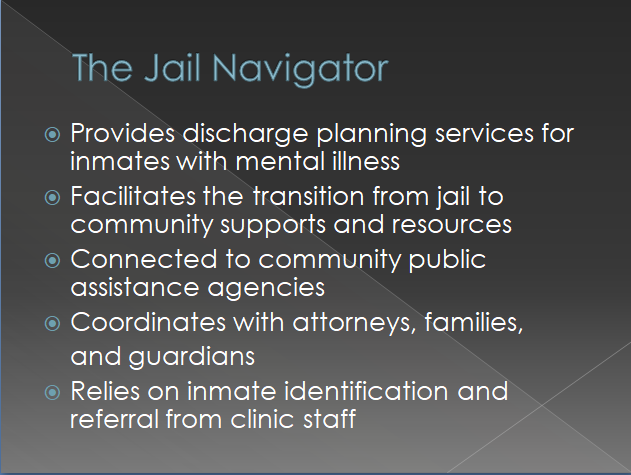 The Jail Navigator
Provides discharge planning services for
inmates with mental illness
Facilitates the transition from jail to
community supports and resources
Connected to community public
assistance agencies
Coordinates with attorneys, families,
and guardians
Relies on inmate identification and
referral from clinic staff